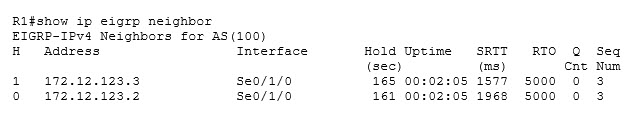 R1#show ip eigrp neighbor
EIGRP-IPv4 Neighbors for AS(100)
H   Address                 Interface              Hold Uptime   SRTT   RTO  Q  Seq
                                                   (sec)         (ms)       Cnt Num
1   172.12.123.3            Se0/1/0                 165 00:02:05 1577  5000  0  3
0   172.12.123.2            Se0/1/0                 161 00:02:05 1968  5000  0  3